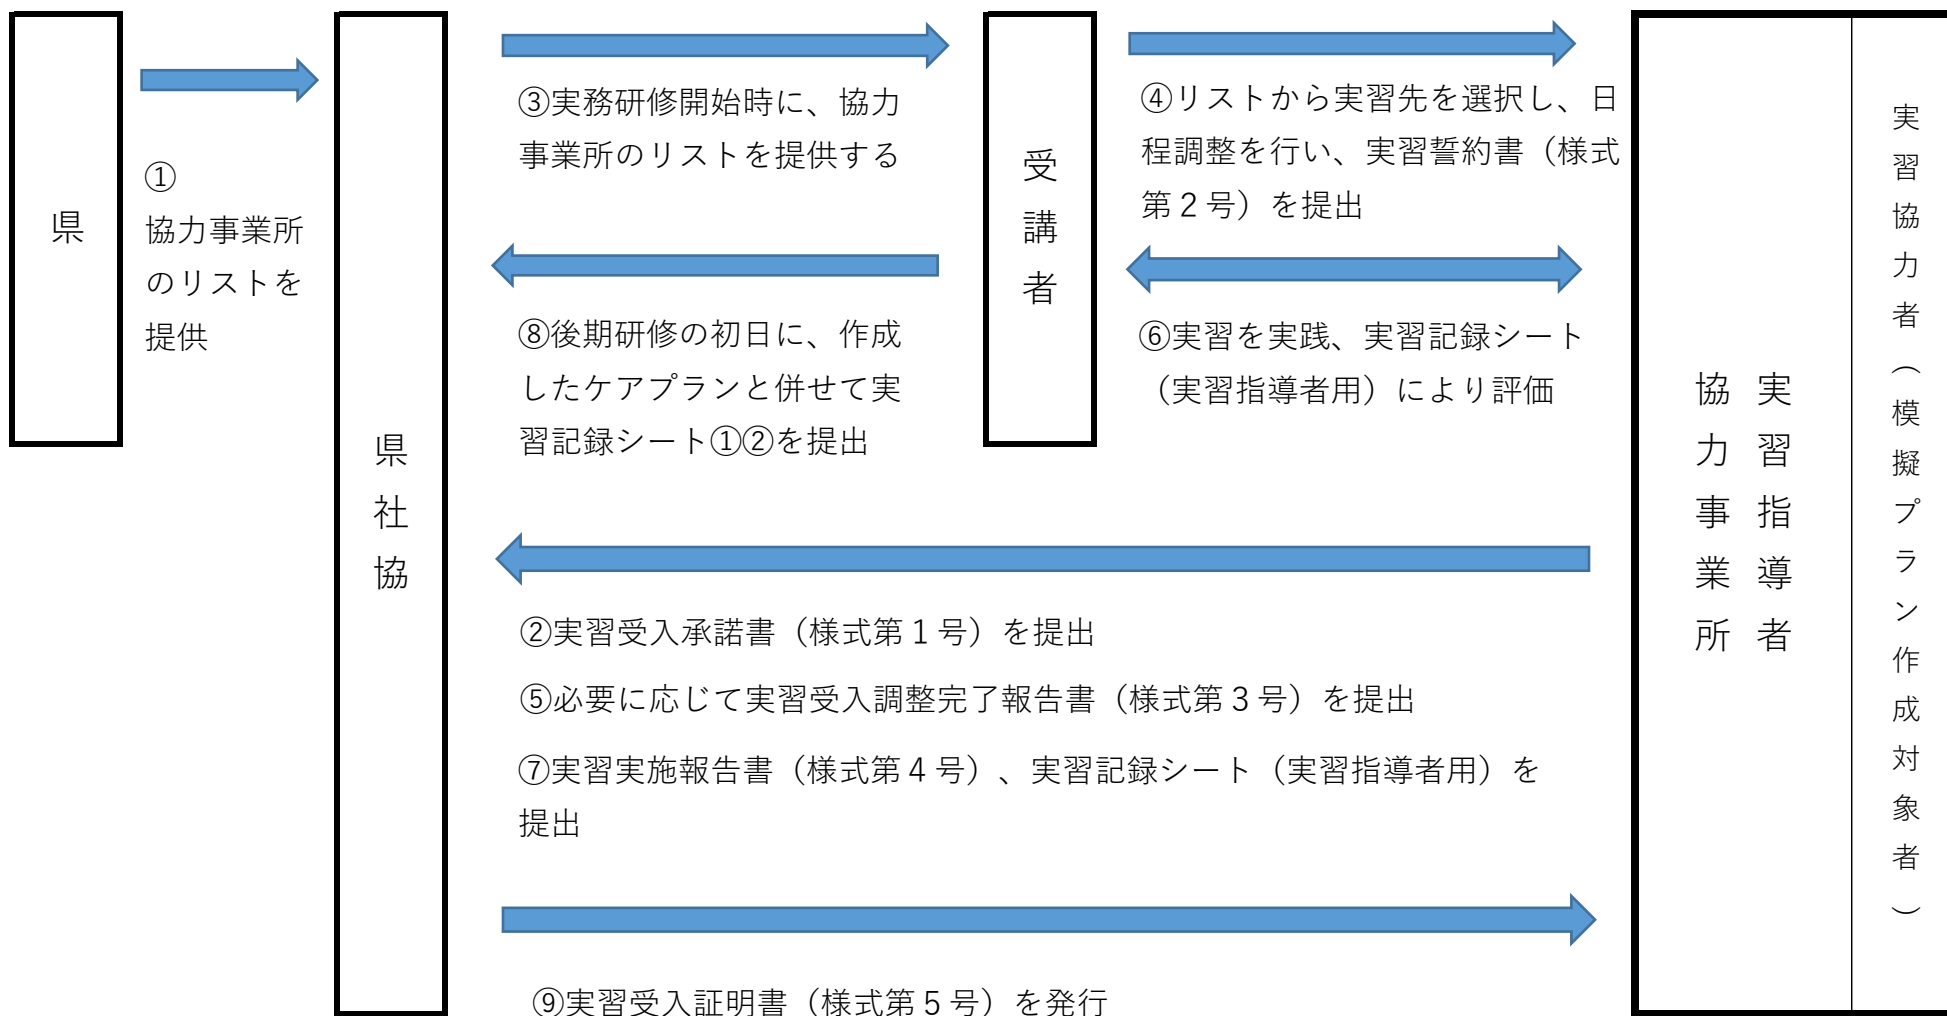 県
①
協力事業所
のリストを
提供
県社協
③実務研修開始時に、協力
事業所のリストを提供する
⑧後期研修の初日に、作成
したケアプランと併せて実
習記録シート①②を提出
受講者
④リストから実習先を選択し、日
程調整を行い、実習誓約書（様式
第２号）を提出
⑥実習を実践、実習記録シート
（実習指導者用）により評価
②実習受入承諾書（様式第１号）を提出
⑤必要に応じて実習受入調整完了報告書（様式第３号）を提出
⑦実習実施報告書（様式第４号）、実習記録シート（実習指導者用）を
提出
⑨実習受入証明書（様式第５号）を発行
実習指導者
協力事業所
実習協力者（模擬プラン作成対象者）